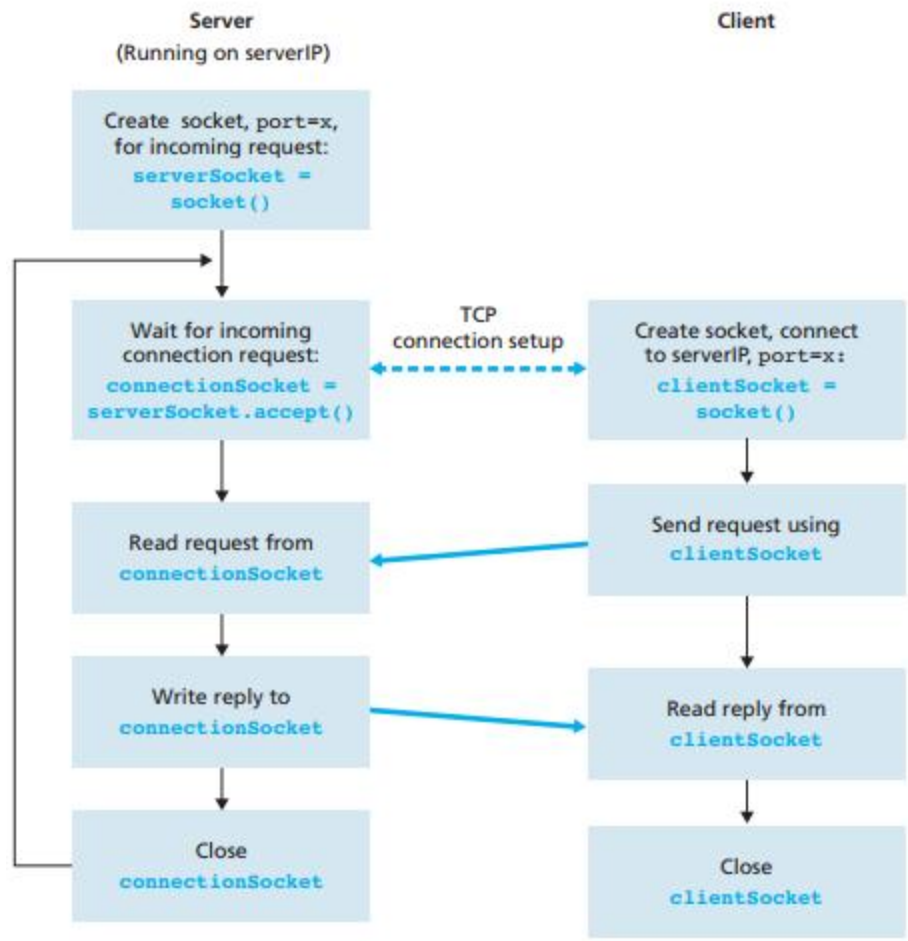 Server
(Running on serverIP)
Client
Create socket, port=x,
for incoming request:
serverSocket =
socket()
Wait for incoming
connection request:
connectionSocket =
serverSocket.accept()
TCP
connection setup
Create socket, connect
to serverIP, port=x:
clientSocket =
socket()
Read request from
connectionSocket
Send request using
clientSocket
Write reply to
connectionSocket
Read reply from
clientSocket
Close
connectionSocket
Close
clientSocket